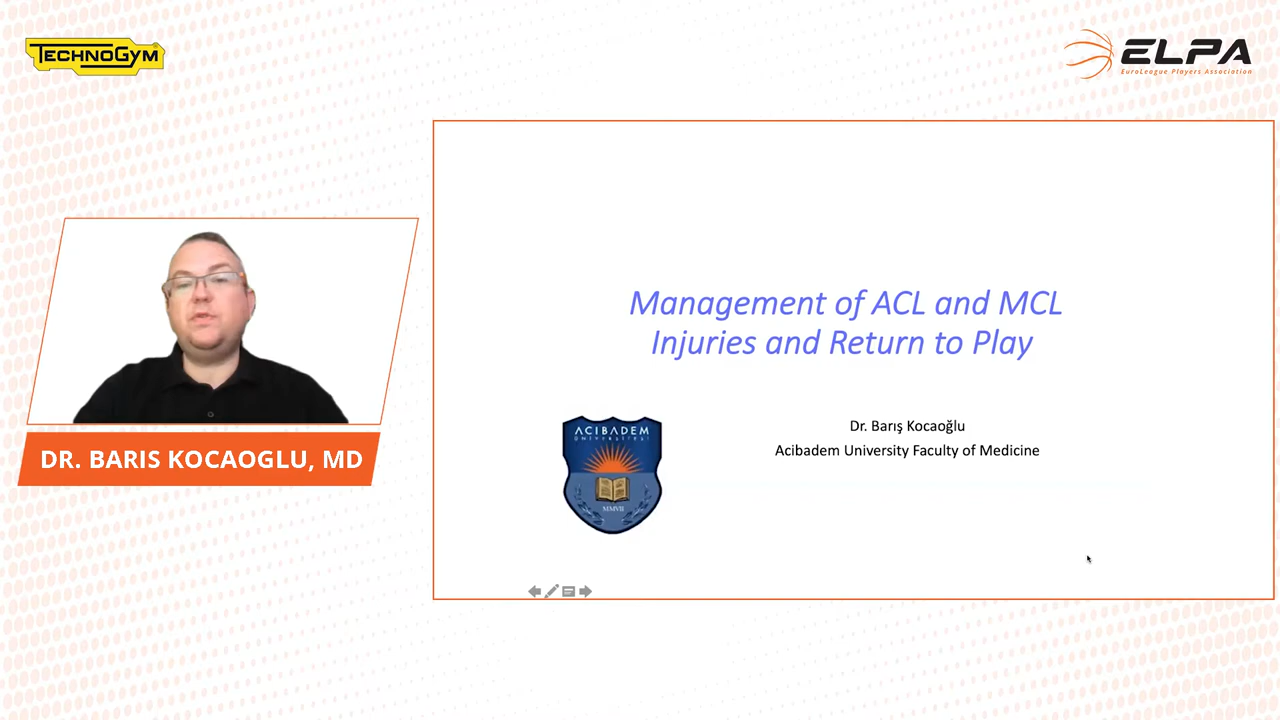 TECHNOGYM
ELPA
EuroLeague Players Association
Management of ACL and MCL
Injuries and Return to Play
Dr. Barış Kocaoğlu
Acibadem University Faculty of Medicine
ACIBADEM
ÜNİVERSİTESİ
MMVII
DR. BARIS KOCAOGLU, MD